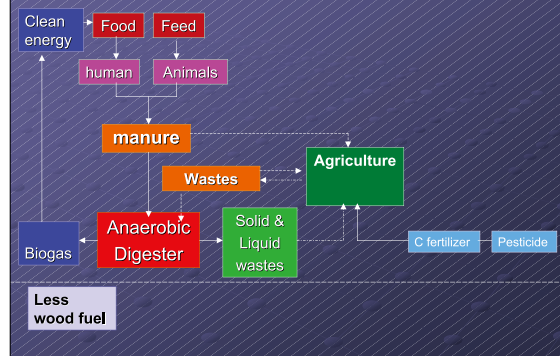 Clean
energy
Food
Feed
human
Animals
manure
Agriculture
Wastes
Biogas
Anaerobic
Digester
Solid &
Liquid
wastes
C fertilizer
Pesticide
Less
wood fuel